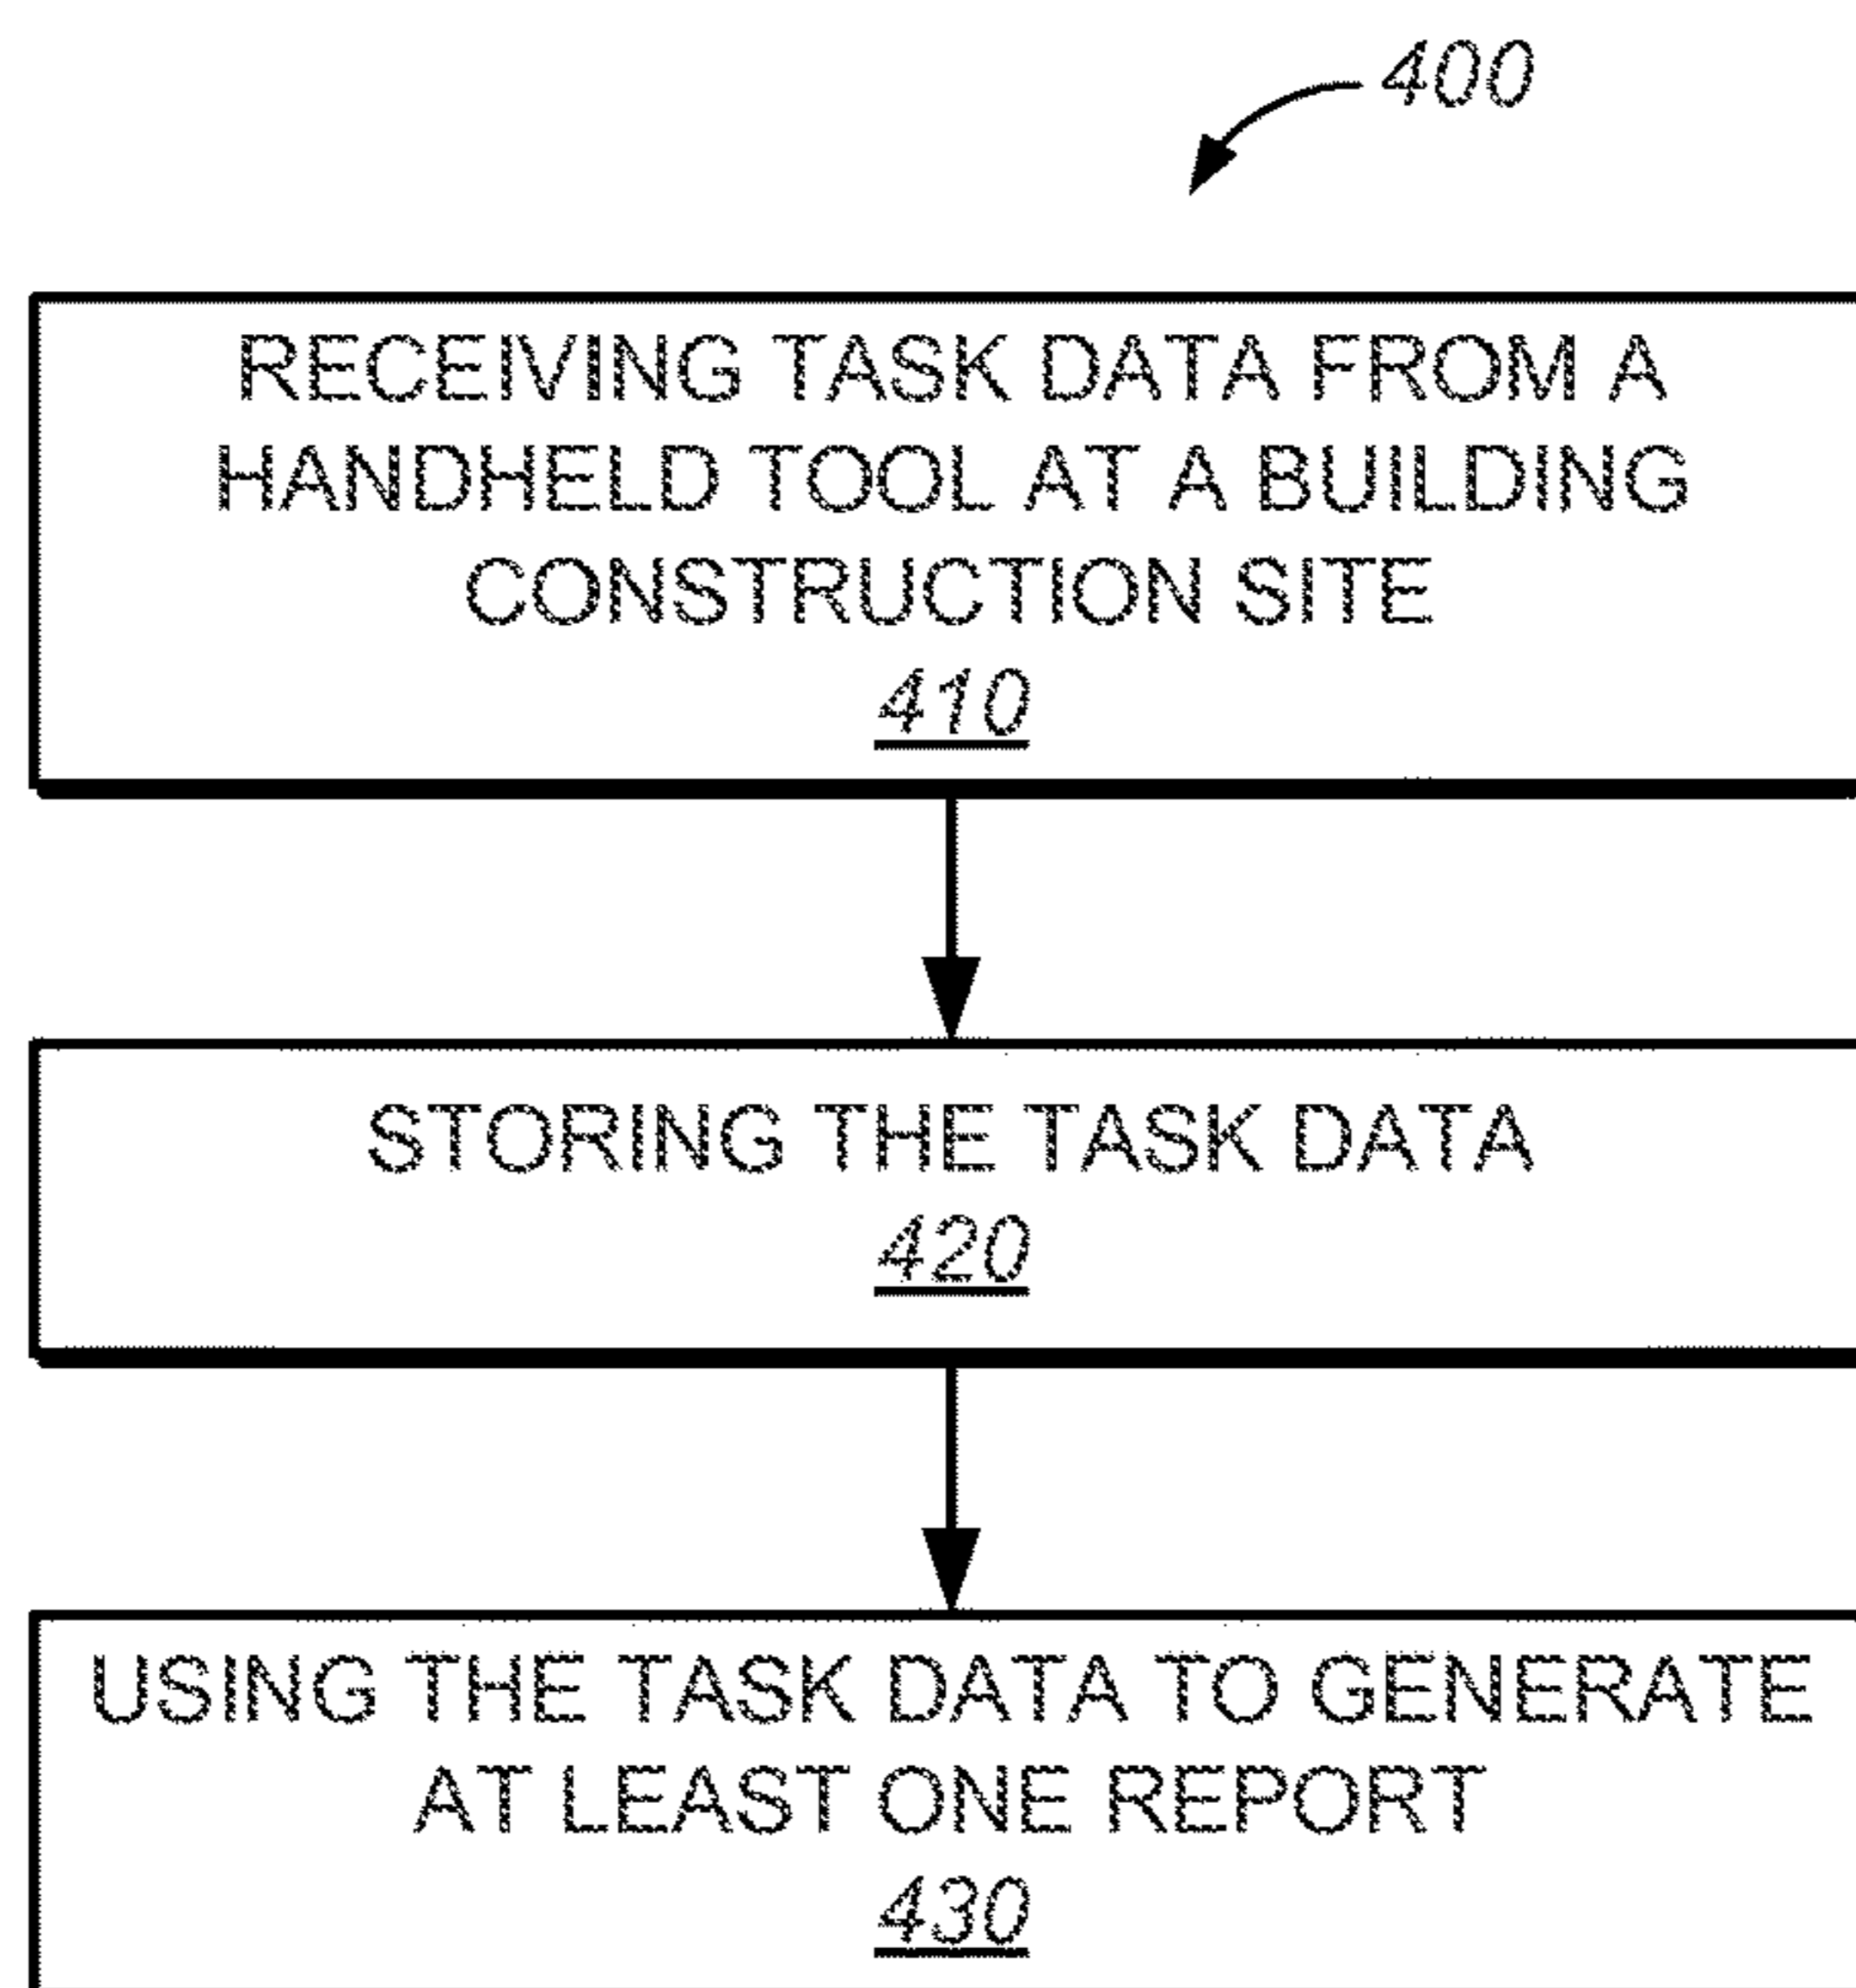 400
RECEIVING TASK DATA FROM A
HANDHELD TOOL AT A BUILDING
CONSTRUCTION SITE
410
STORING THE TASK DATA
420
USING THE TASK DATA TO GENERATE
AT LEAST ONE REPORT
430